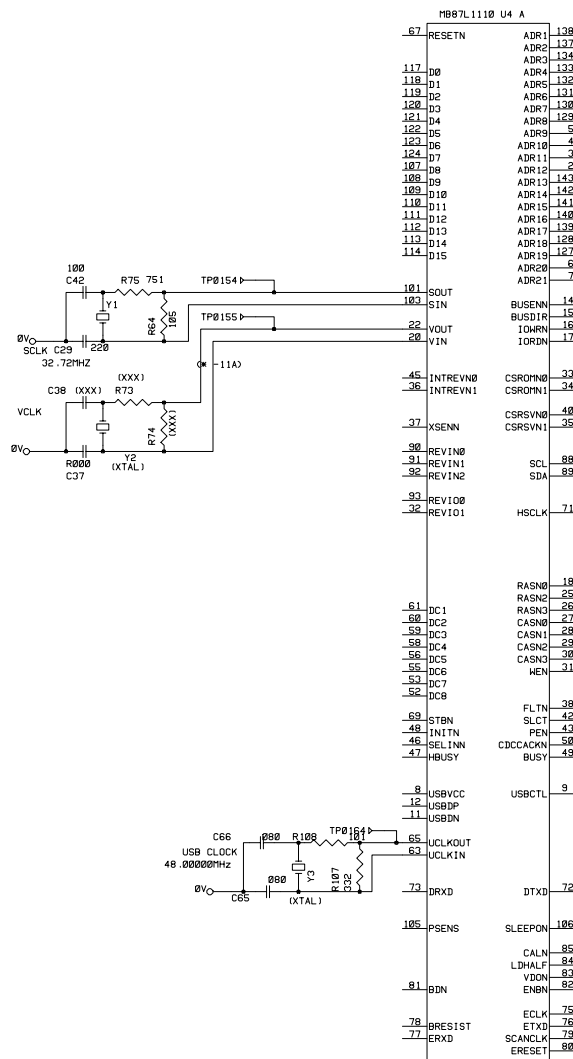 MB87L1110 U4 A
67 RESETN ADR1 138
ADR2 137
ADR3 134
117 D0 ADR4 133
118 D1 ADR5 132
119 D2 ADR6 131
120 D3 ADR7 130
121 D4 ADR8 129
122 D5 ADR9 5
123 D6 ADR10 4
124 D7 ADR11 3
107 D8 ADR12 2
108 D9 ADR13 143
109 D10 ADR14 142
110 D11 ADR15 141
111 D12 ADR16 140
112 D13 ADR17 139
113 D14 ADR18 128
114 D15 ADR19 127
ADR20 6
ADR21 7
100
C42
R75 751
TP0154
101 SOUT
103 SIN
BUSENN 14
Y1
R64
105
TP0155
BUSDIR 15
22 VOUT IOWRN 16
20 VIN IORDN 17
0V
SCLK C29 220
32.72MHZ
(* -11A)
45 INTREVN0 CSROMN0 33
36 INTREVN1 CSROMN1 34
(XXX)
C38 (XXX) R73
VCLK
R74
(XXX)
CSRSVN0 40
37 XSENN CSRSVN1 35
0V
R000
C37
Y2
(XTAL)
90 REVIN0
91 REVIN1 SCL 88
92 REVIN2 SDA 89
93 REVIO0
32 REVIO1 HSCLK 71
RASN0 18
RASN2 25
61 DC1 RASN3 26
60 DC2 CASN0 27
59 DC3 CASN1 28
58 DC4 CASN2 29
56 DC5 CASN3 30
55 DC6 WEN 31
53 DC7
52 DC8
FLTN 38
69 STBN SLCT 42
48 INITN PEN 43
46 SELINN CDCCACKN 50
47 HBUSY BUSY 49
8 USBVCC USBCTL 9
12 USBDP
11 USBDN
TP0164
C66 080 R108 101
65 UCLKOUT
63 UCLKIN
USB CLOCK
48.00000MHz
Y3
R107
332
0V
080
C65
(XTAL)
73 DRXD DTXD 72
105 PSENS SLEEPON 106
CALN 85
LDHALF 84
VDON 83
81 BDN ENBN 82
ECLK 75
78 BRESIST ETXD 76
77 ERXD SCANCLK 79
ERESET 80